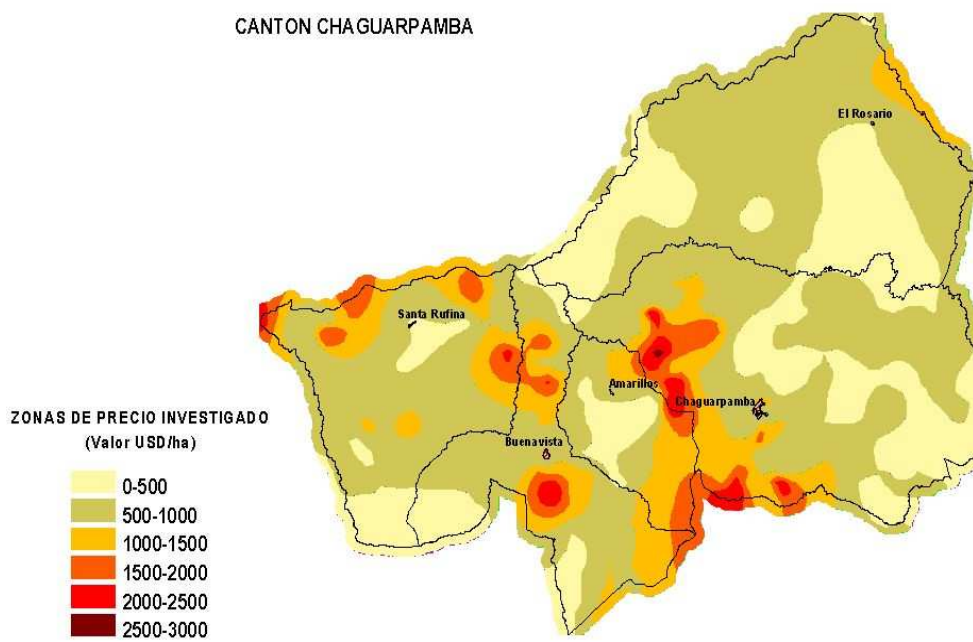 CANTON CHAGUARPAMBA
El Rosario
Santa Rufina
Amarillos
Chaguarpamba
Buenavista
ZONAS DE PRECIO INVESTIGADO
(Valor USD/ha)
0-500
500-1000
1000-1500
1500-2000
2000-2500
2500-3000